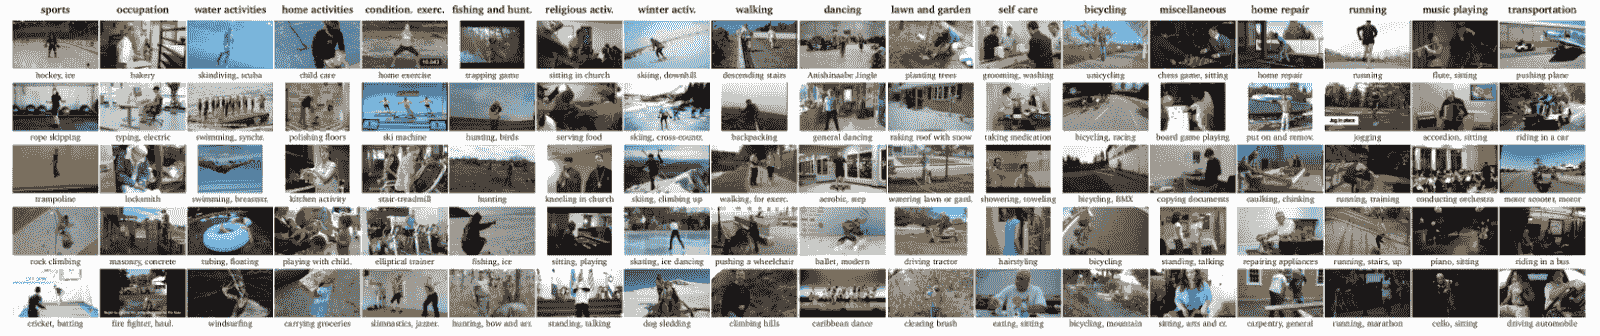 sports occupation water activities home activities condition. exerc. fishing and hunt. religious activ. winter activ. walking dancing lawn and garden self care bicycling miscellaneous home repair running music playing transportation
hockey, ice bakery skindiving, scuba child care home exercise trapping game sitting in church skiing, downhill descending stairs Anishinaabe Jingle planting trees grooming, washing unicycling chess game, sitting home repair running flute, sitting pushing plane
rope skipping typing, electric swimming, synchr. polishing floors ski machine hunting, birds serving food skiing, cross-countr. backpacking general dancing raking roof with snow taking medication bicycling, racing board game playing put on and remov. jogging accordion, sitting riding in a car
trampoline locksmith swimming, breaststr. kitchen activity stair-treadmill hunting kneeling in church skiing, climbing up walking, for exerc. aerobic, step watering lawn or gard. showering, toweling bicycling, BMX copying documents caulking, chinking running, training conducting orchestra motor scooter, motor
rock climbing masonry, concrete tubing, floating playing with child. elliptical trainer fishing, ice sitting, playing skating, ice dancing pushing a wheelchair ballet, modern driving tractor hairstyling bicycling standing, talking repairing appliances running, stairs, up piano, sitting riding in a bus
cricket, batting fire fighter, haul. windsurfing carrying groceries slimnastics, jazzer. hunting, bow and arr. standing, talking dog sledding climbing hills caribbean dance clearing brush eating, sitting bicycling, mountain sitting, arts and cr. carpentry, general running, marathon cello, sitting driving automobile